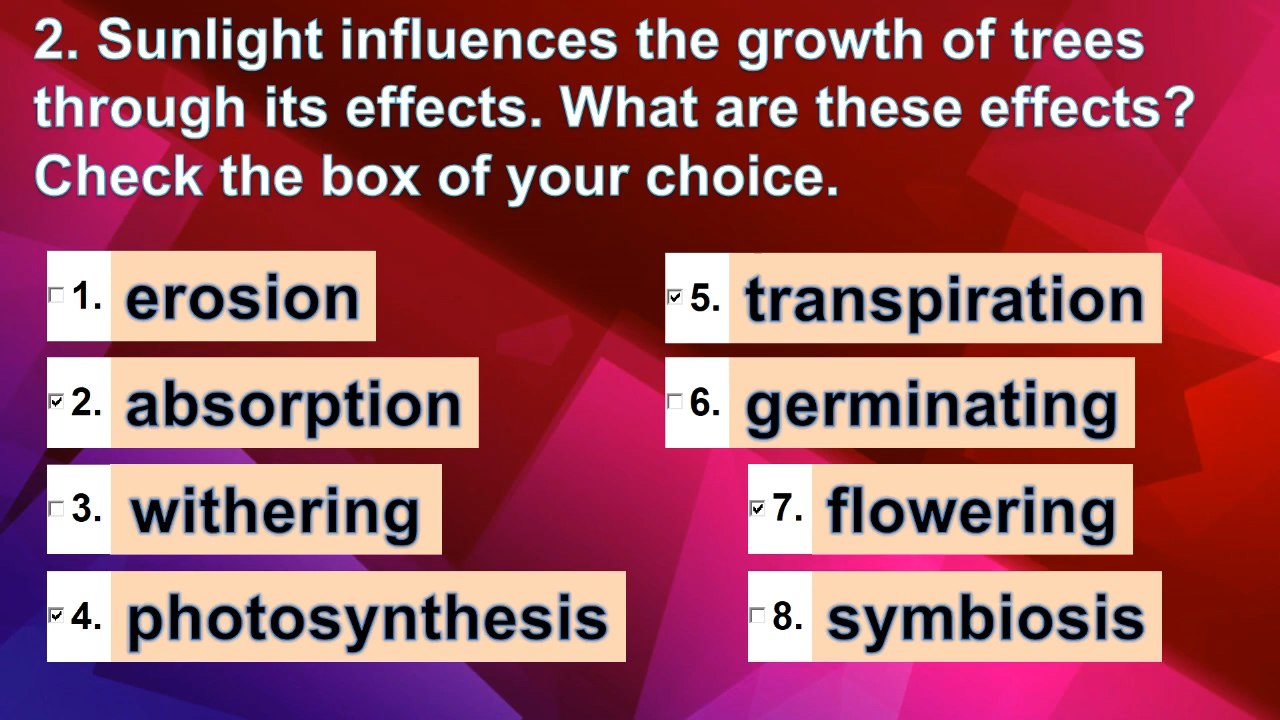 2. Sunlight influences the growth of trees
through its effects. What are these effects?
Check the box of your choice.
1. erosion
2. absorption
3. withering
4. photosynthesis
5. transpiration
6. germinating
7. flowering
8. symbiosis